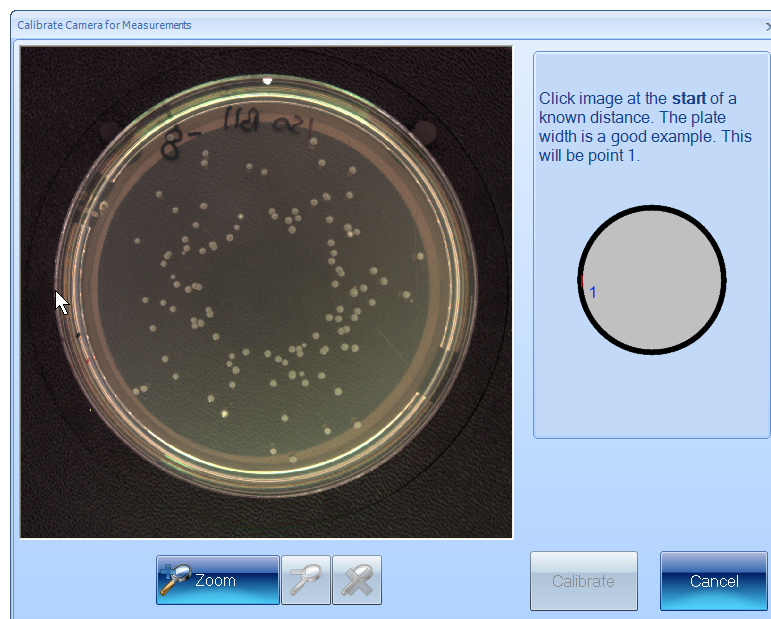 Calibrate Camera for Measurements
Click image at the start of a
known distance. The plate
width is a good example. This
will be point 1.
1
Zoom
Calibrate
Cancel